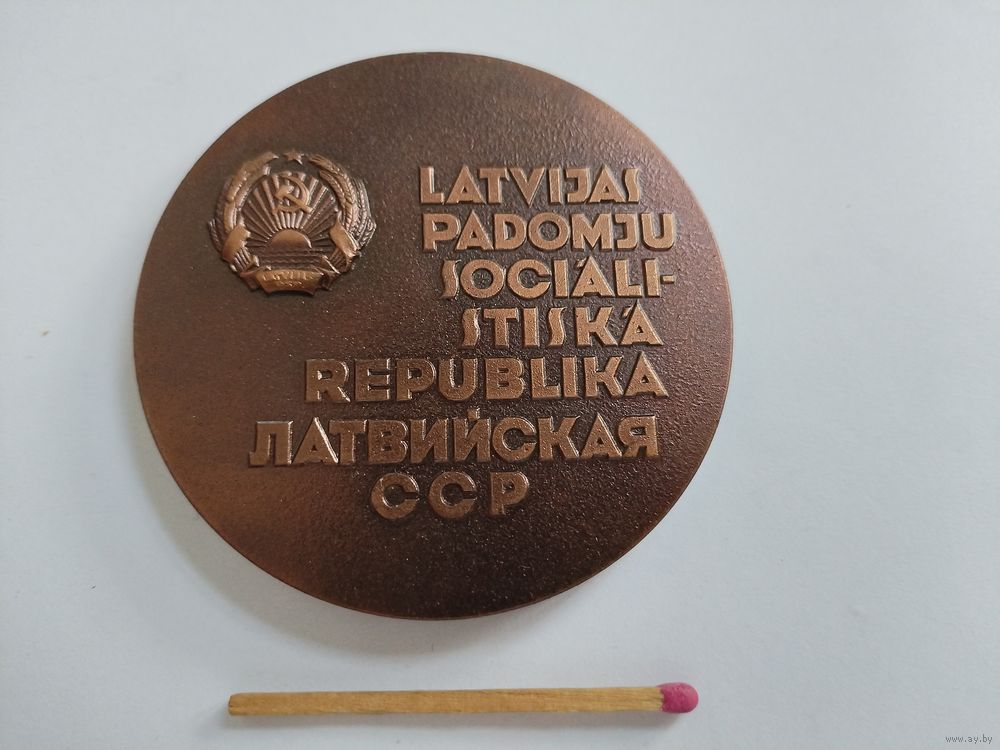 LATVIJAS
PADOMJU
SOCIĀLI-
STISKĀ
REPUBLIKA
ЛАТВИЙСКАЯ
ССР
www.ay.by